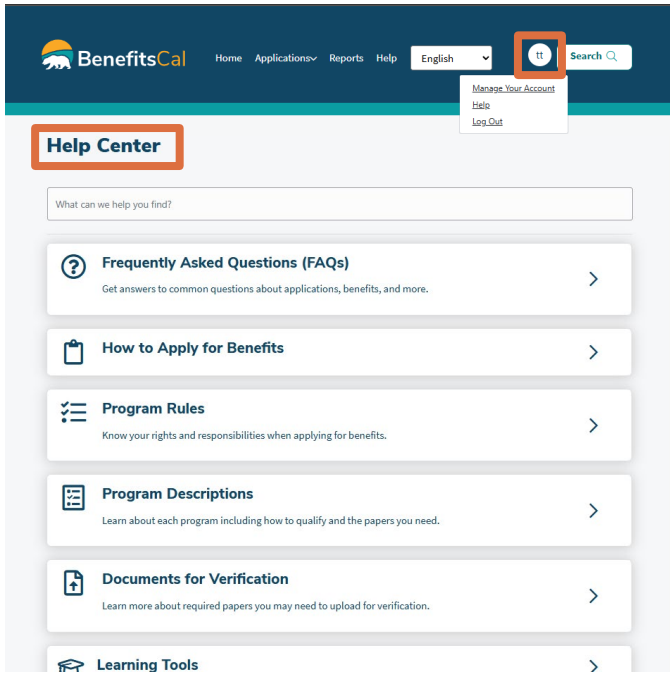 BenefitsCal Home Applications Reports Help English tt Search
Manage Your Account
Help
Log Out
Help Center
What can we help you find?
Frequently Asked Questions (FAQs)
Get answers to common questions about applications, benefits, and more.
How to Apply for Benefits
Program Rules
Know your rights and responsibilities when applying for benefits.
Program Descriptions
Learn about each program including how to qualify and the papers you need.
Documents for Verification
Learn more about required papers you may need to upload for verification.
Learning Tools